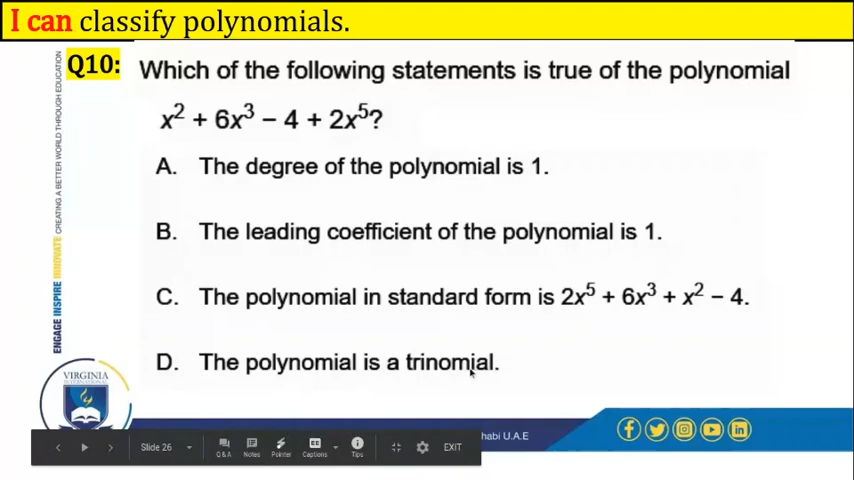 I can classify polynomials.
Q10: Which of the following statements is true of the polynomial
x² + 6x³ − 4 + 2x⁵?
A. The degree of the polynomial is 1.
B. The leading coefficient of the polynomial is 1.
C. The polynomial in standard form is 2x⁵ + 6x³ + x² − 4.
D. The polynomial is a trinomial.
ENGAGE INSPIRE INNOVATE CREATING A BETTER WORLD THROUGH EDUCATION
VIRGINIA
habi U.A.E
Slide 26
Q & A
Notes
Pointer
Captions
Tips
EXIT